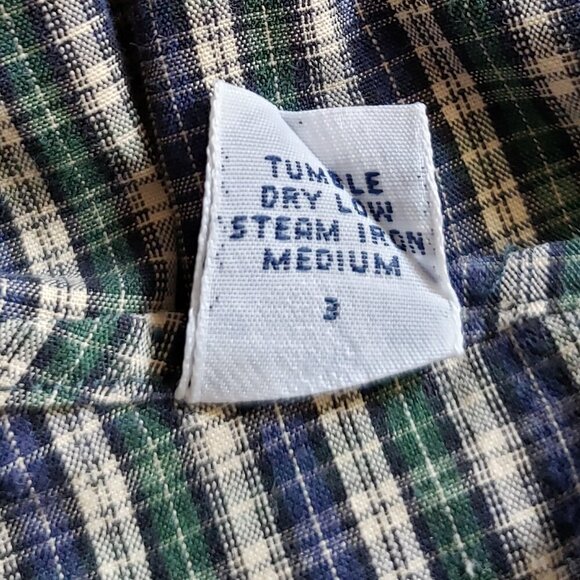 TUMBLE
DRY LOW
STEAM IRON
MEDIUM
3